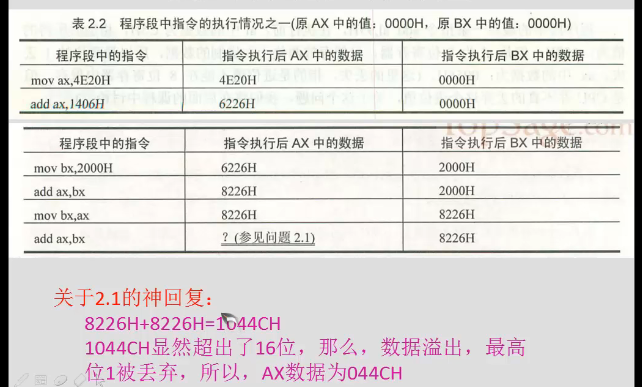 表 2.2 程序段中指令的执行情况之一(原 AX 中的值：0000H，原 BX 中的值：0000H)
程序段中的指令 指令执行后 AX 中的数据 指令执行后 BX 中的数据
mov ax,4E20H 4E20H 0000H
add ax,1406H 6226H 0000H
程序段中的指令 指令执行后 AX 中的数据 指令执行后 BX 中的数据
mov bx,2000H 6226H 2000H
add ax,bx 8226H 2000H
mov bx,ax 8226H 8226H
add ax,bx ？(参见问题 2.1) 8226H
关于2.1的神回复：
8226H+8226H=1044CH
1044CH显然超出了16位，那么，数据溢出，最高
位1被丢弃，所以，AX数据为044CH